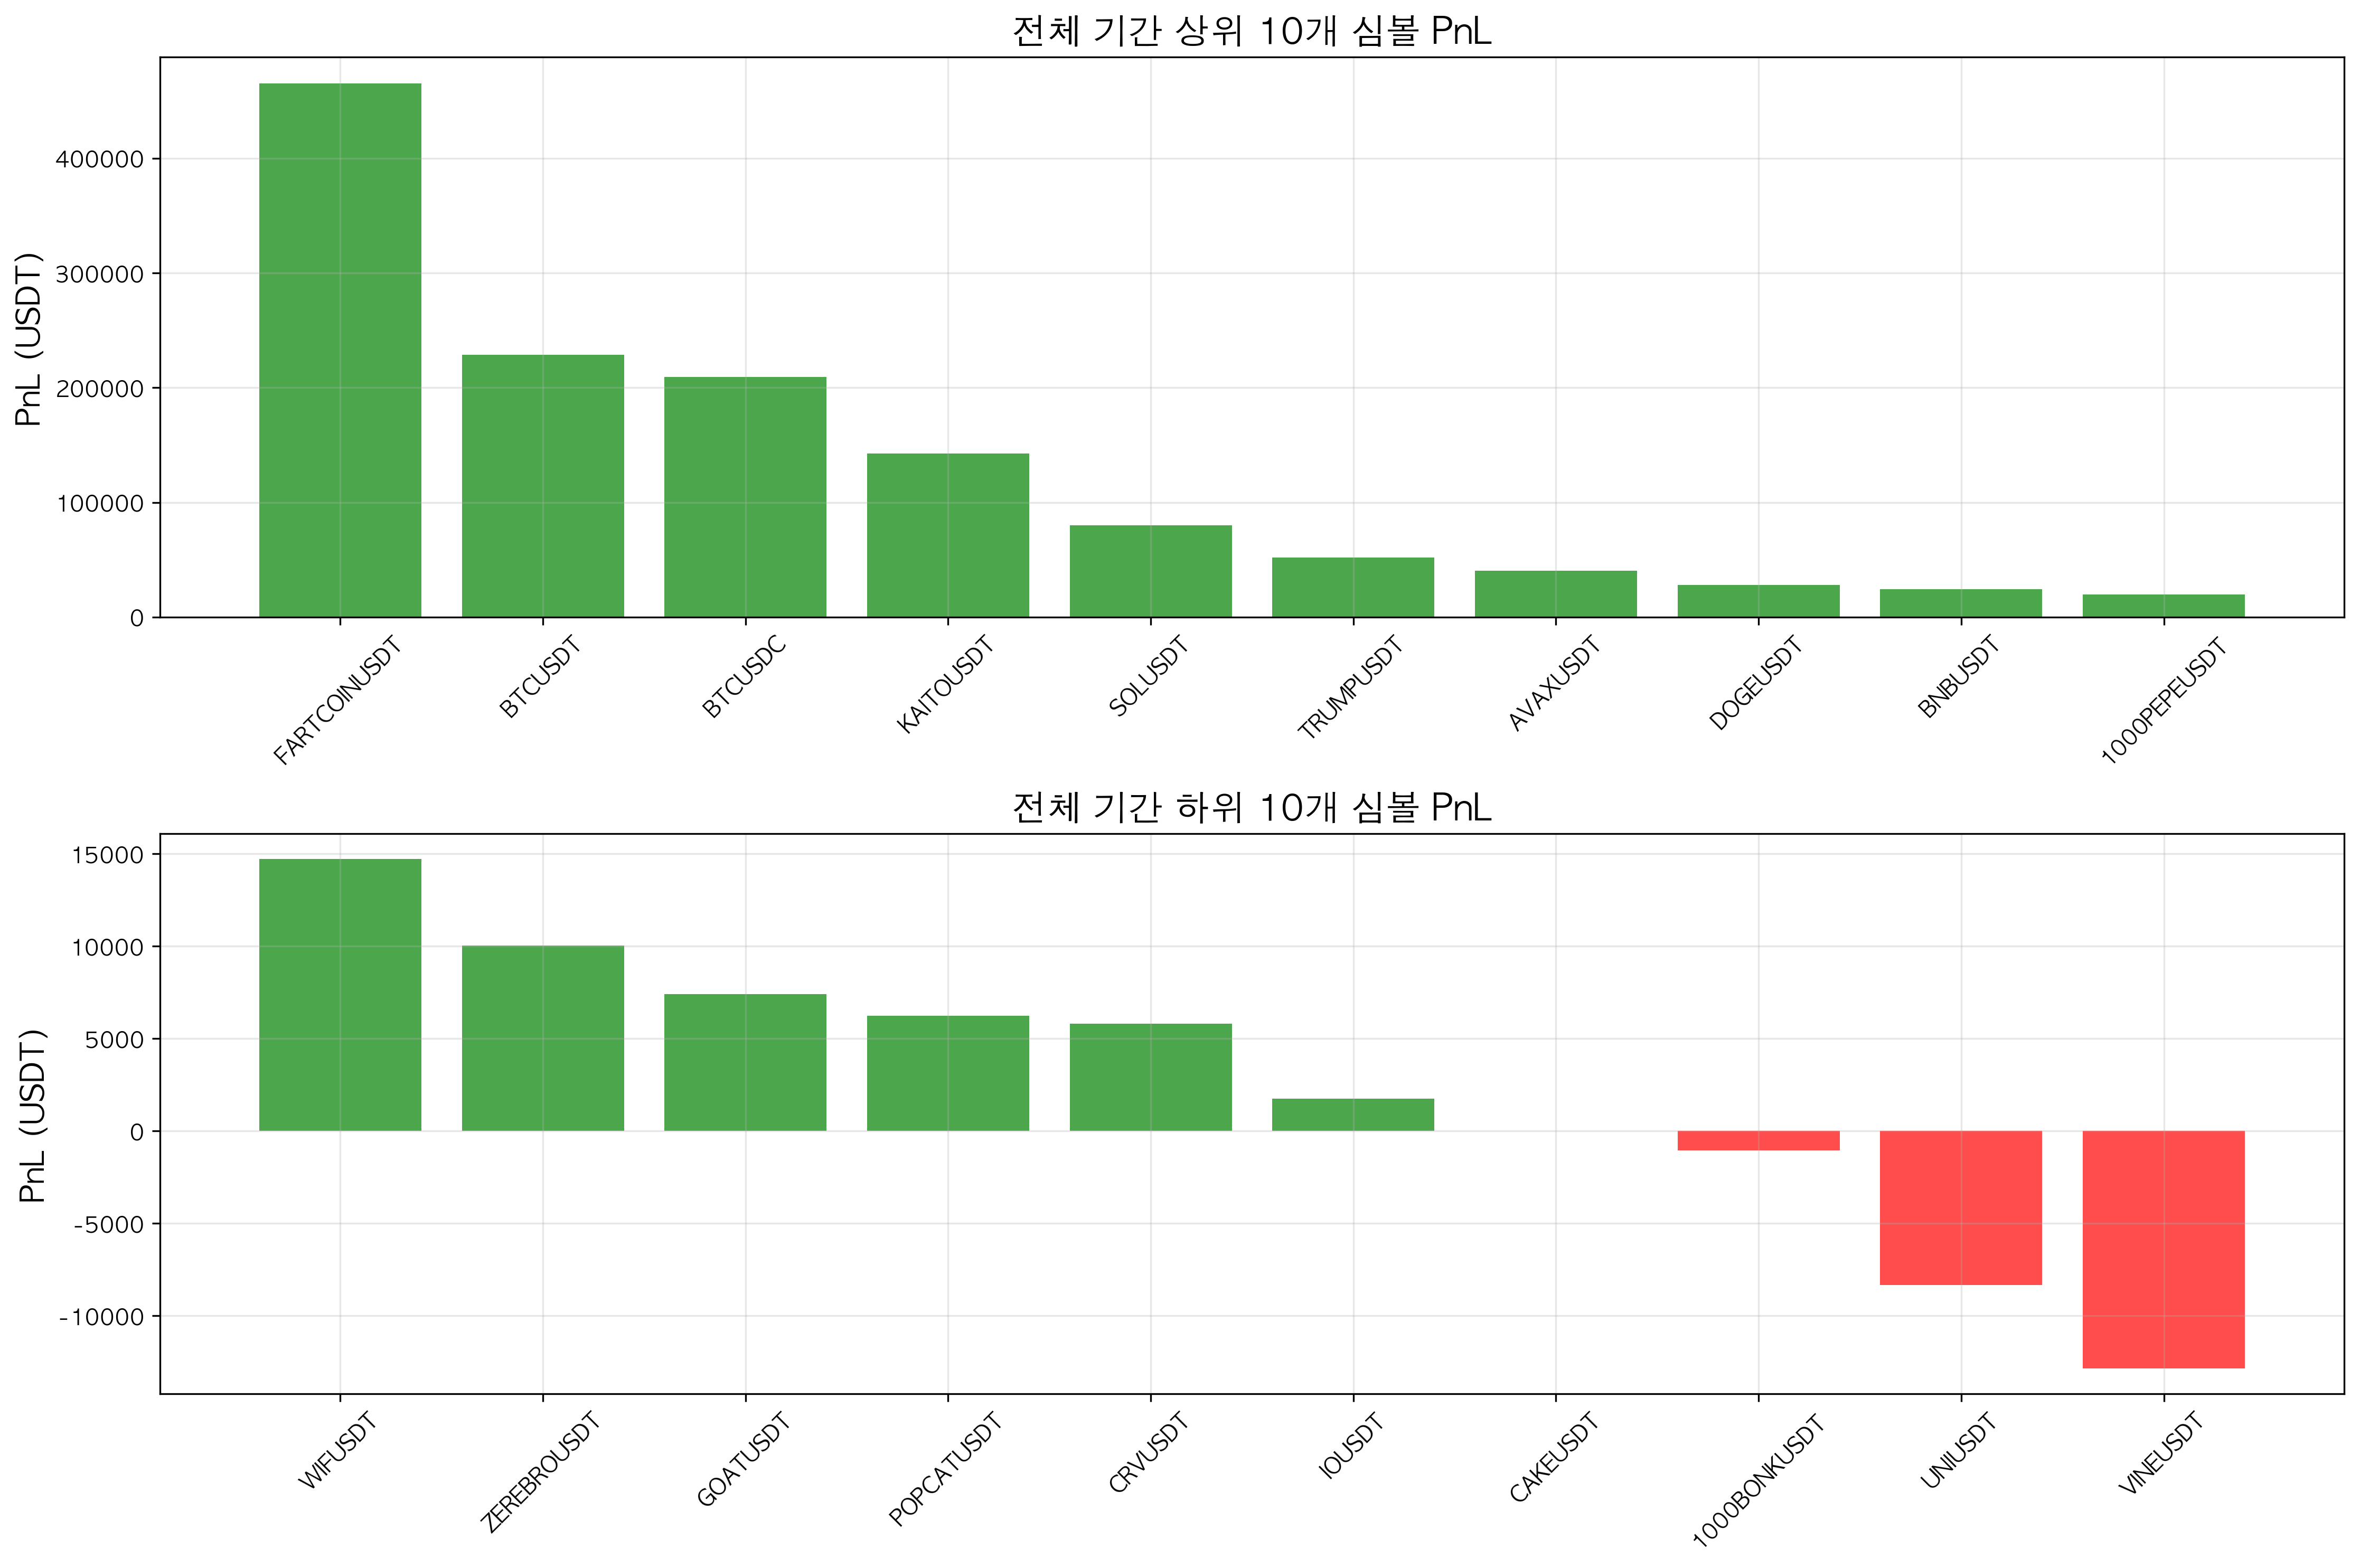 전체 기간 상위 10개 심볼 PnL
PnL (USDT)
400000
300000
200000
100000
0
FARTCOINUSDT
BTCUSDT
BTCUSDC
KAITOUSDT
SOLUSDT
TRUMPUSDT
AVAXUSDT
DOGEUSDT
BNBUSDT
1000PEPEUSDT
전체 기간 하위 10개 심볼 PnL
PnL (USDT)
15000
10000
5000
0
-5000
-10000
WIFUSDT
ZEREBROUSDT
GOATUSDT
POPCATUSDT
CRVUSDT
IOUSDT
CAKEUSDT
1000BONKUSDT
UNIUSDT
VINEUSDT